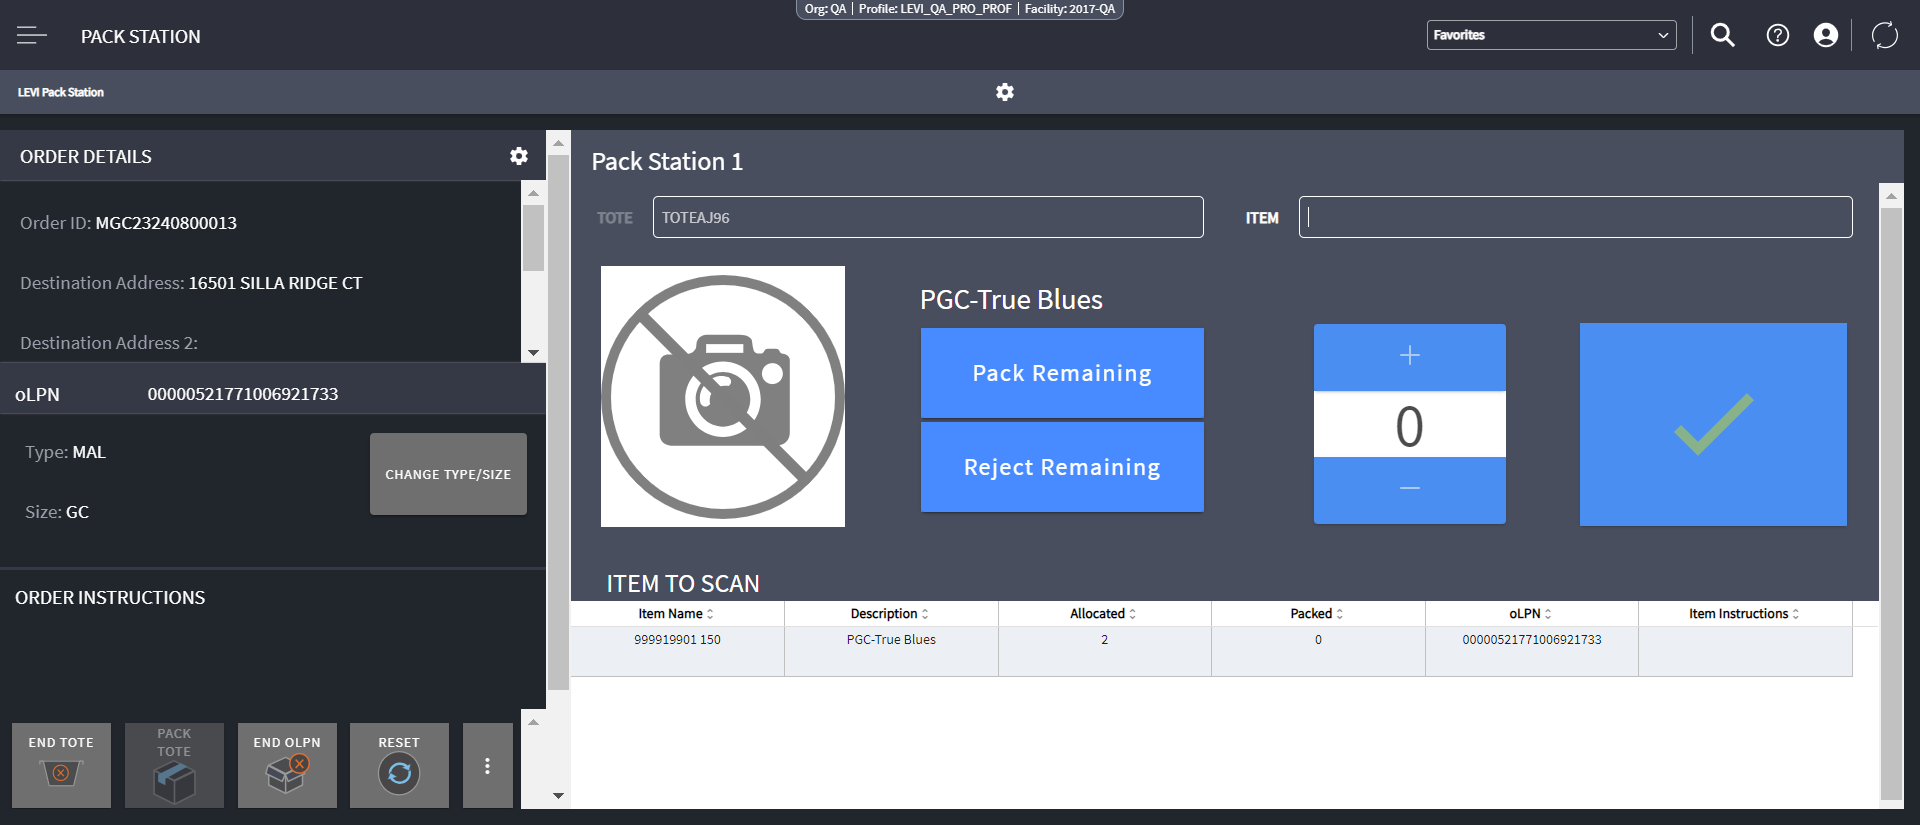 Org: QA | Profile: LEVI_QA_PRO_PROF | Facility: 2017-QA
PACK STATION
Favorites
LEVI Pack Station
ORDER DETAILS
Order ID: MGC23240800013
Destination Address: 16501 SILLA RIDGE CT
Destination Address 2:
oLPN 00000521771006921733
Type: MAL
CHANGE TYPE/SIZE
Size: GC
ORDER INSTRUCTIONS
END TOTE
PACK TOTE
END OLPN
RESET
Pack Station 1
TOTE TOTEAJ96
ITEM
PGC-True Blues
Pack Remaining
Reject Remaining
+
0
−
ITEM TO SCAN
Item Name Description Allocated Packed oLPN Item Instructions
999919901 150 PGC-True Blues 2 0 00000521771006921733